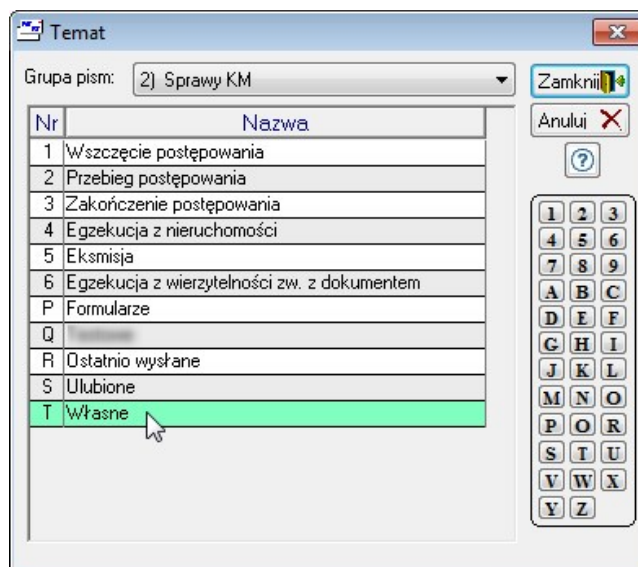 Temat
Grupa pism: 2) Sprawy KM
Zamknij
Anuluj
?
Nr Nazwa
1 Wszczęcie postępowania
2 Przebieg postępowania
3 Zakończenie postępowania
4 Egzekucja z nieruchomości
5 Eksmisja
6 Egzekucja z wierzytelności zw. z dokumentem
P Formularze
Q
R Ostatnio wysłane
S Ulubione
T Własne
1 2 3
4 5 6
7 8 9
A B C
D E F
G H I
J K L
M N O
P O R
S T U
V W X
Y Z